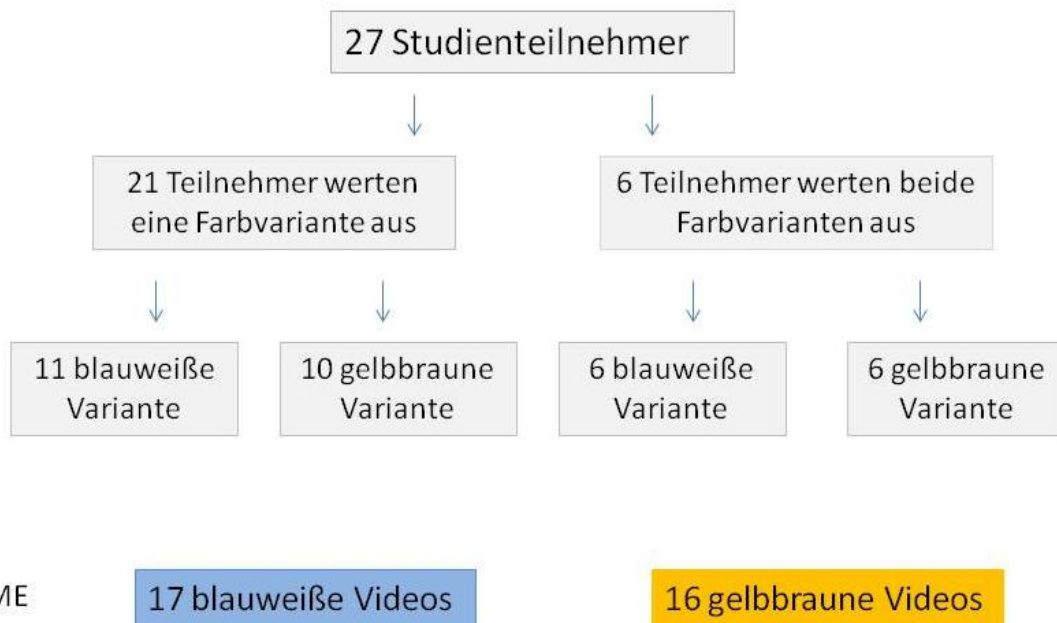 27 Studienteilnehmer
21 Teilnehmer werten
eine Farbvariante aus
6 Teilnehmer werten beide
Farbvarianten aus
11 blauweiße
Variante
10 gelbbraune
Variante
6 blauweiße
Variante
6 gelbbraune
Variante
ME
17 blauweiße Videos
16 gelbbraune Videos